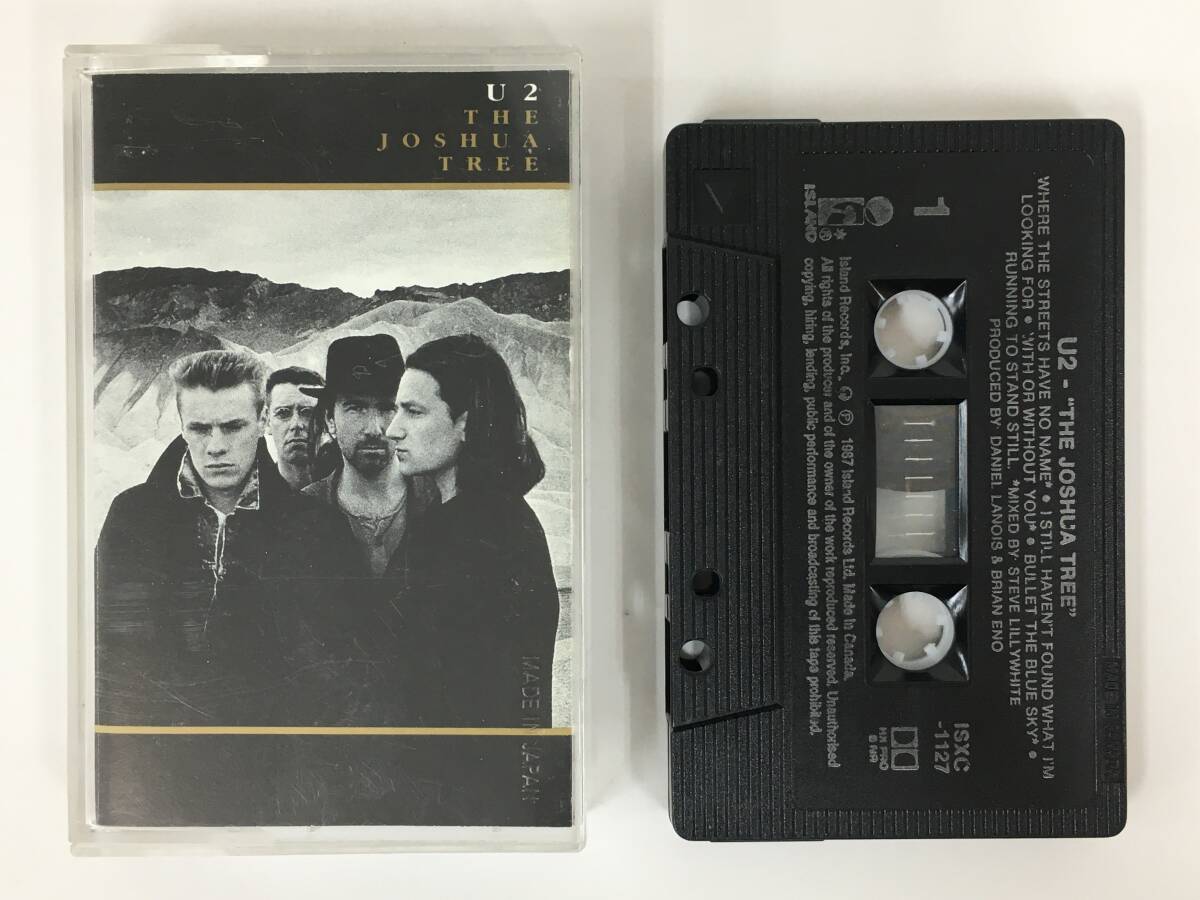 U2
THE
JOSHUA
TREE
MADE IN JAPAN
U2 - "THE JOSHUA TREE"
WHERE THE STREETS HAVE NO NAME* ● I STILL HAVEN'T FOUND WHAT I'M
LOOKING FOR ● *WITH OR WITHOUT YOU* ● BULLET THE BLUE SKY* ●
RUNNING TO STAND STILL. *MIXED BY STEVE LILLYWHITE
PRODUCED BY DANIEL LANOIS & BRIAN ENO
1
ISLAND ®
ISXC
-1127
HX PRO
B NR
Island Records, Inc. ℗ 1987 Island Records Ltd. Made in Canada.
All rights of the producer and of the owner of the work reproduced reserved. Unauthorised
copying, hiring, lending, public performance and broadcasting of this tape prohibited.